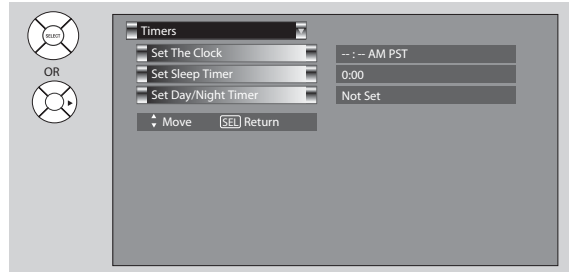 SELECT
OR
Timers
Set The Clock -- : -- AM PST
Set Sleep Timer 0:00
Set Day/Night Timer Not Set
Move SEL Return